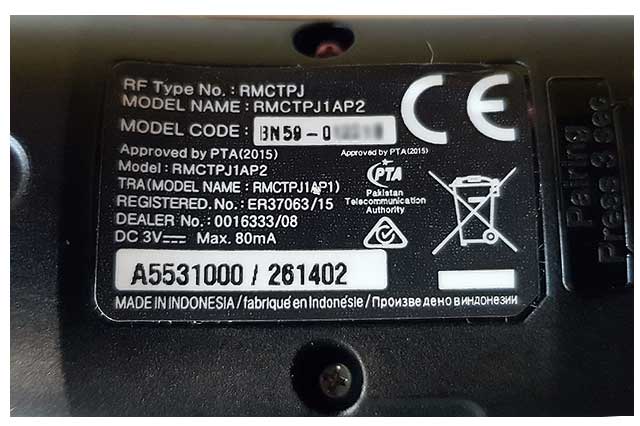 RF Type No. : RMCTPJ
MODEL NAME : RMCTPJ1AP2
MODEL CODE : BN59-0
Approved by PTA(2015)
Model : RMCTPJ1AP2
TRA(MODEL NAME : RMCTPJ1AP1)
REGISTERED. No. : ER37063/15
DEALER No. : 0016333/08
DC 3V Max. 80mA
CE
Approved by PTA(2015)
PTA
Pakistan
Telecommunication
Authority
A5531000 / 261402
MADE IN INDONESIA / fabriqué en Indonésie / Произведено в индонезии
Pairing
Press 3 sec